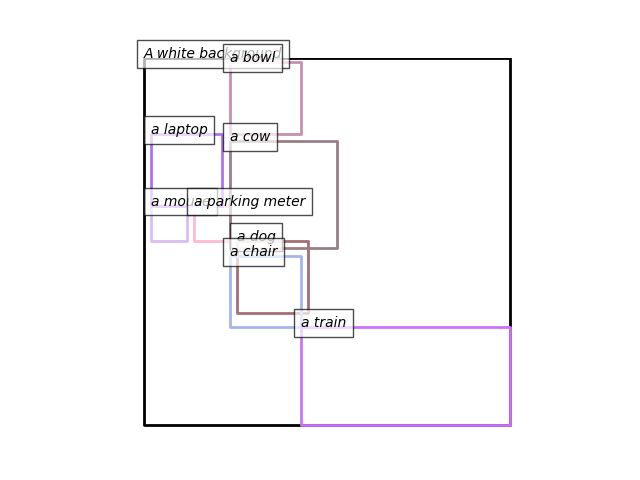 A white background
a bowl
a laptop
a cow
a mouse
a parking meter
a dog
a chair
a train